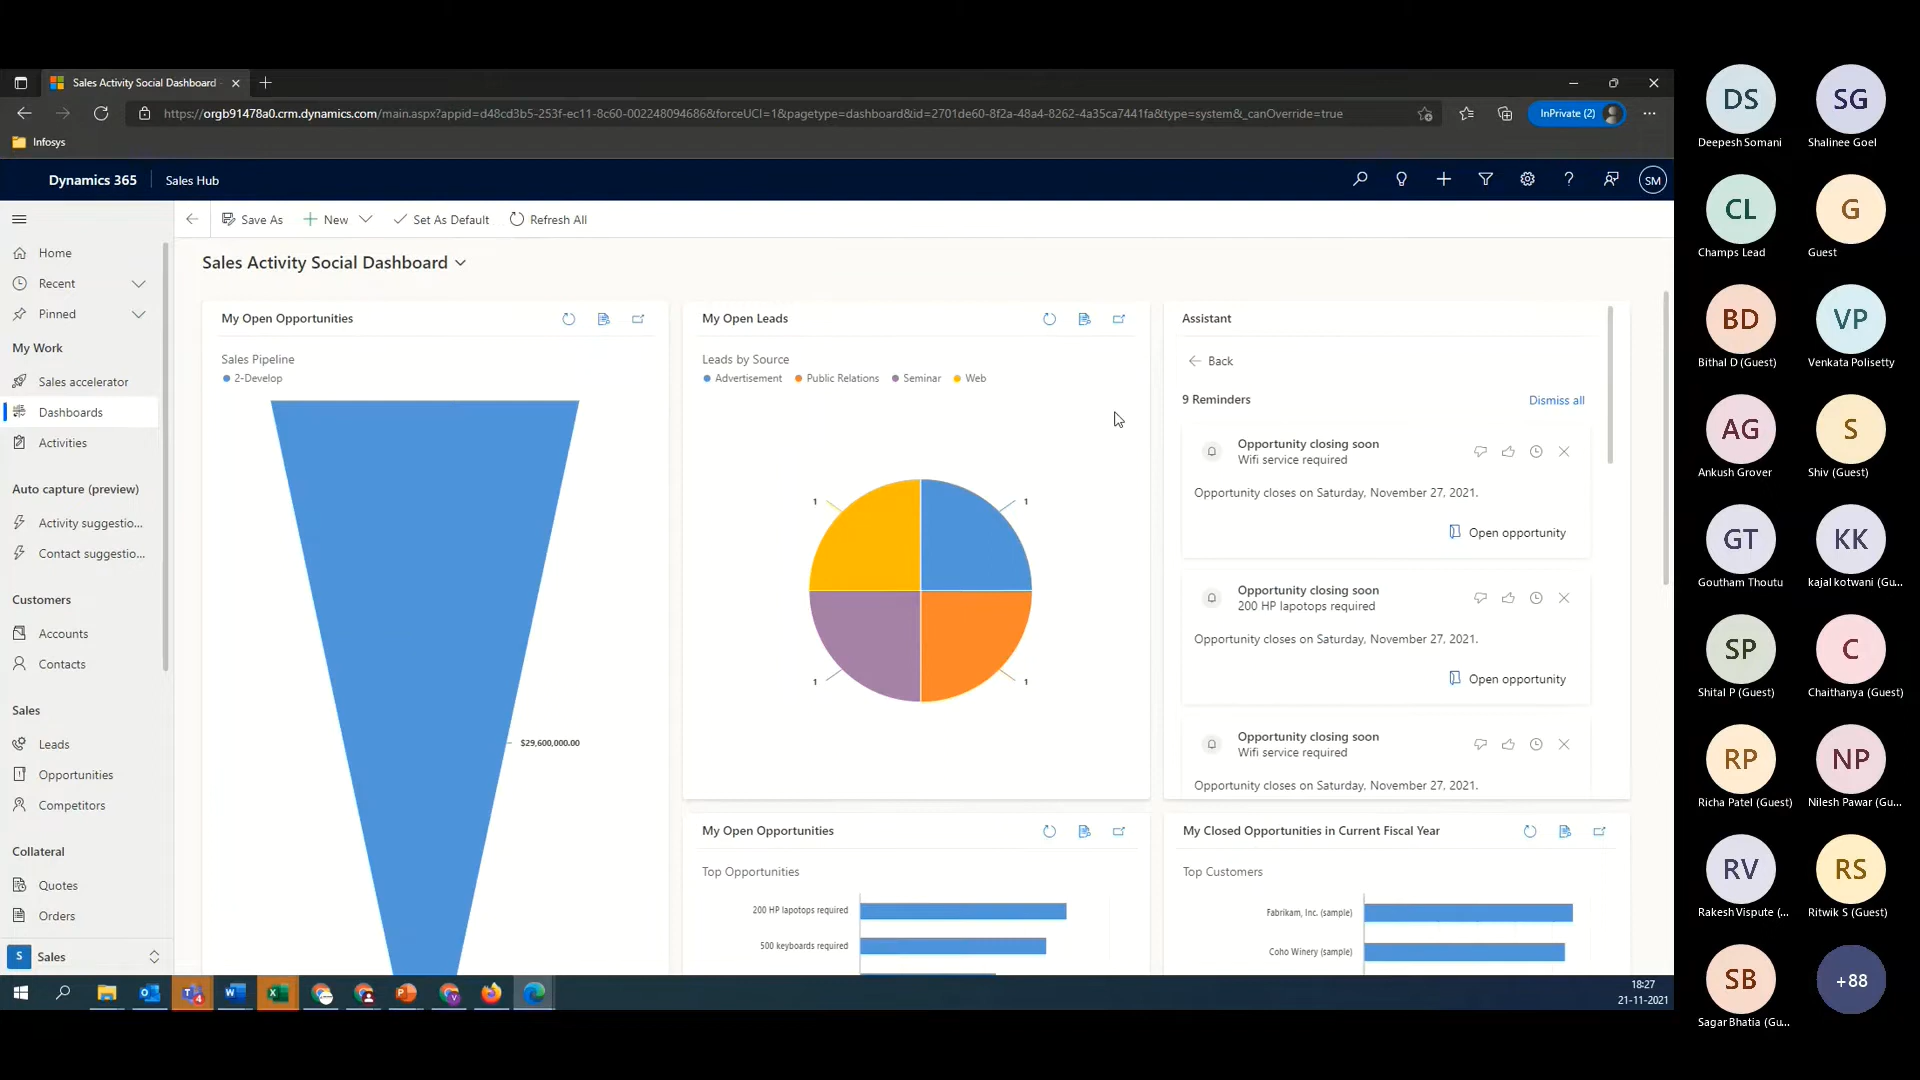 Sales Activity Social Dashboard
https://orgb91478a0.crm.dynamics.com/main.aspx?appid=d48cd3b5-253f-ec11-8c60-002248094686&forceUCI=1&pagetype=dashboard&id=2701de60-8f2a-48a4-8262-4a35ca7441fa&type=system&_canOverride=true
InPrivate (2)
Infosys
Dynamics 365
Sales Hub
SM
Save As
New
Set As Default
Refresh All
Home
Recent
Pinned
My Work
Sales accelerator
Dashboards
Activities
Auto capture (preview)
Activity suggestio...
Contact suggestio...
Customers
Accounts
Contacts
Sales
Leads
Opportunities
Competitors
Collateral
Quotes
Orders
S Sales
Sales Activity Social Dashboard
My Open Opportunities
Sales Pipeline
2-Develop
$29,600,000.00
My Open Leads
Leads by Source
Advertisement Public Relations Seminar Web
1 1
1 1
Assistant
Back
9 Reminders
Dismiss all
Opportunity closing soon
Wifi service required
Opportunity closes on Saturday, November 27, 2021.
Open opportunity
Opportunity closing soon
200 HP lapotops required
Opportunity closes on Saturday, November 27, 2021.
Open opportunity
Opportunity closing soon
Wifi service required
Opportunity closes on Saturday, November 27, 2021.
My Open Opportunities
Top Opportunities
200 HP lapotops required
500 keyboards required
My Closed Opportunities in Current Fiscal Year
Top Customers
Fabrikam, Inc. (sample)
Coho Winery (sample)
18:27
21-11-2021
DS
Deepesh Somani
SG
Shalinee Goel
CL
Champs Lead
G
Guest
BD
Bithal D (Guest)
VP
Venkata Polisetty
AG
Ankush Grover
S
Shiv (Guest)
GT
Goutham Thoutu
KK
kajal kotwani (Gu...
SP
Shital P (Guest)
C
Chaithanya (Guest)
RP
Richa Patel (Guest)
NP
Nilesh Pawar (Gu...
RV
Rakesh Vispute (...
RS
Ritwik S (Guest)
SB
Sagar Bhatia (Gu...
+88